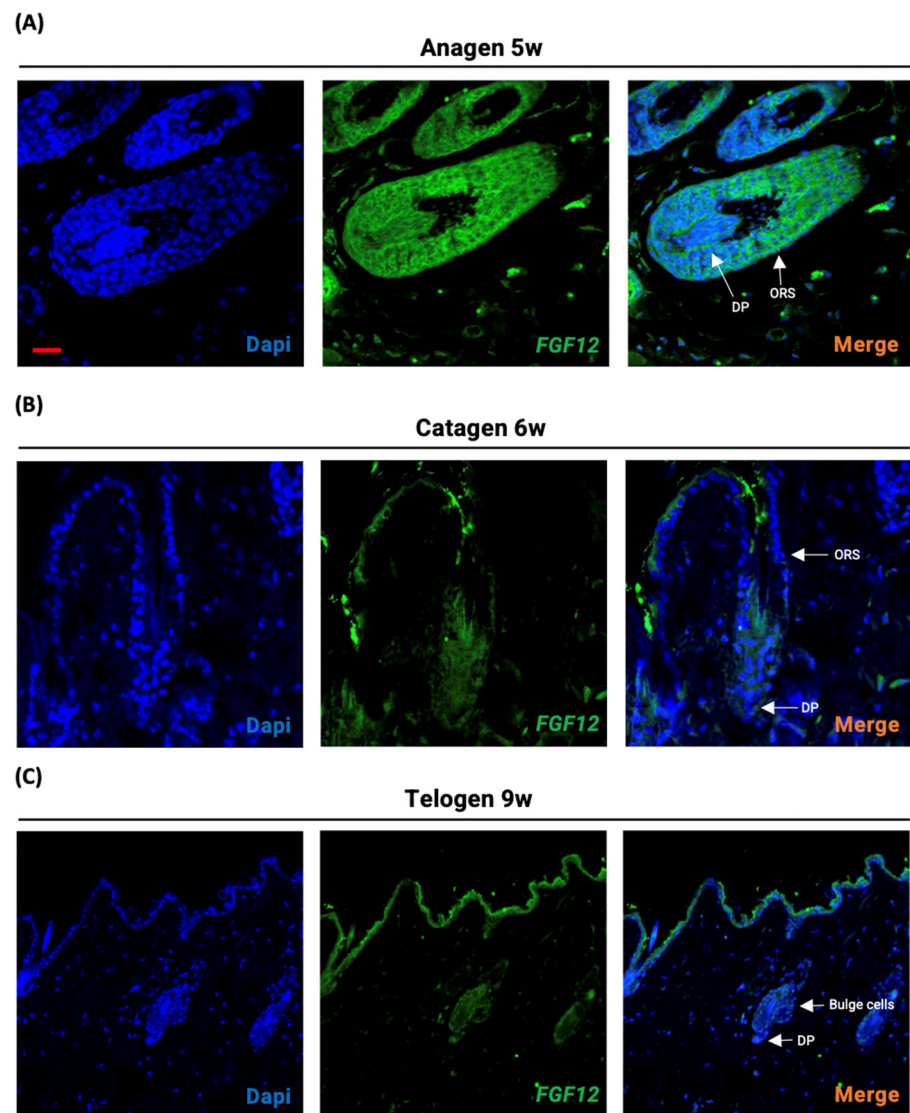 (A)
Anagen 5w
Dapi
FGF12
DP
ORS
Merge
(B)
Catagen 6w
Dapi
FGF12
ORS
DP
Merge
(C)
Telogen 9w
Dapi
FGF12
Bulge cells
DP
Merge